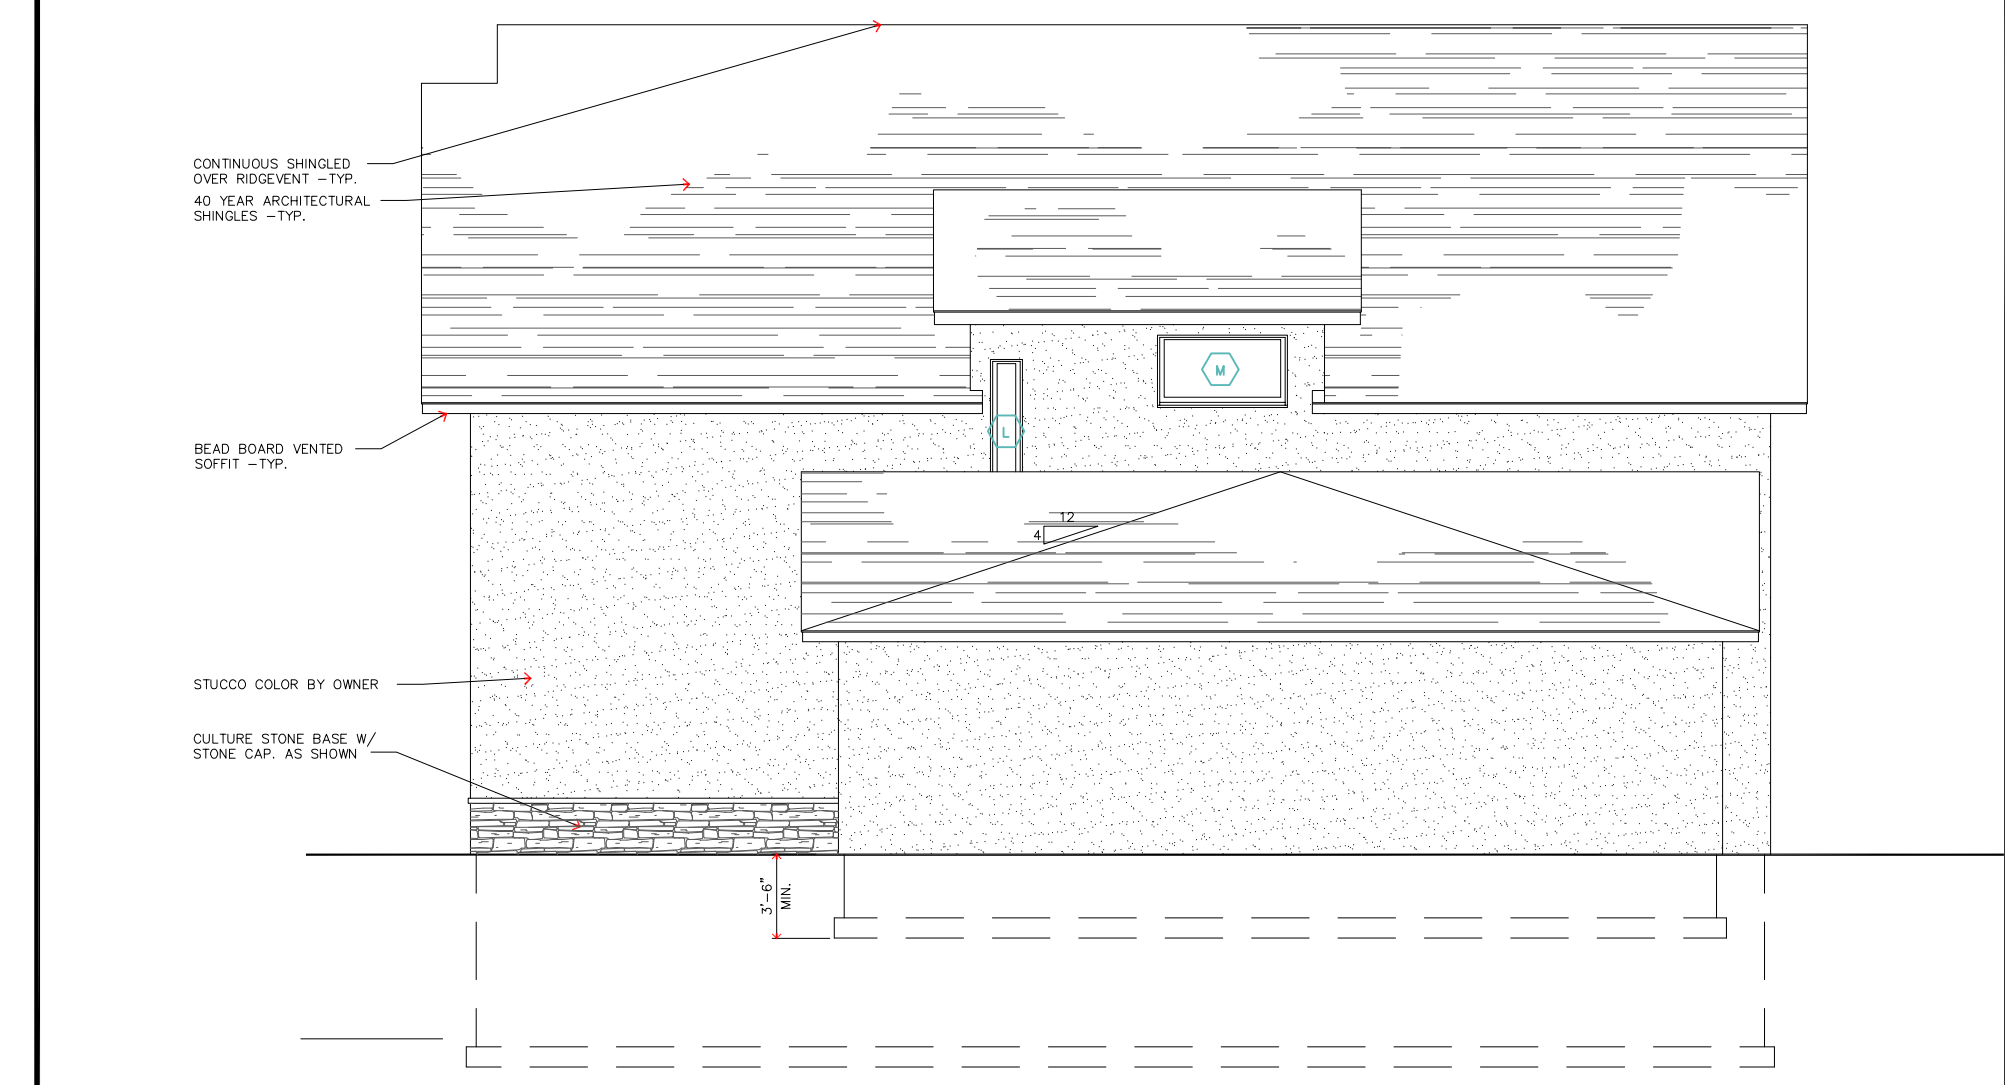 CONTINUOUS SHINGLED
OVER RIDGEVENT -TYP.
40 YEAR ARCHITECTURAL
SHINGLES -TYP.
M
L
BEAD BOARD VENTED
SOFFIT -TYP.
12
4
STUCCO COLOR BY OWNER
CULTURE STONE BASE W/
STONE CAP. AS SHOWN
3'-6"
MIN.